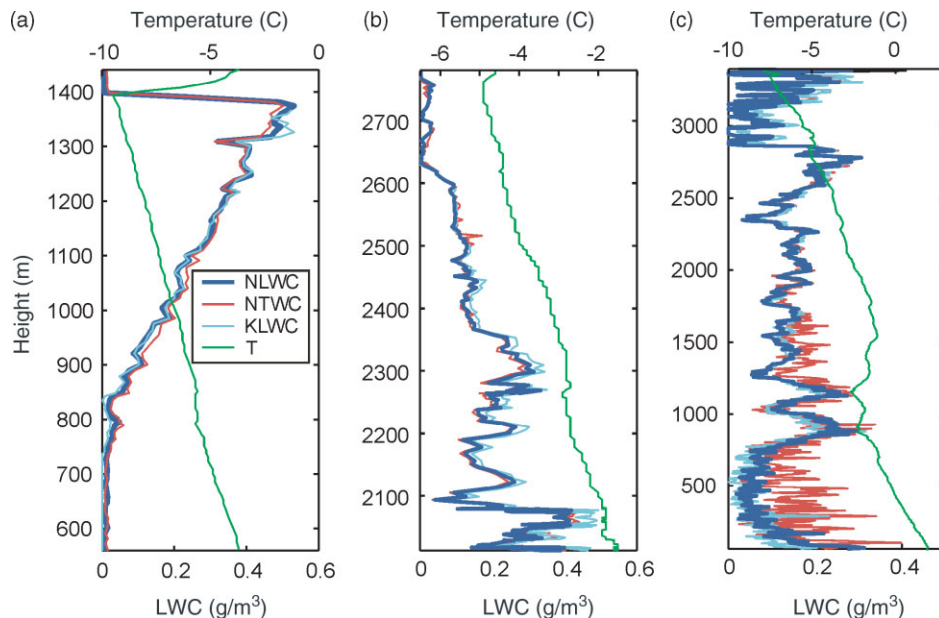 (a) Temperature (C)
-10 -5 0
(b) Temperature (C)
-6 -4 -2
(c) Temperature (C)
-10 -5 0
Height (m)
1400
1300
1200
1100
1000
900
800
700
600
NLWC
NTWC
KLWC
T
0 0.2 0.4 0.6
LWC (g/m³)
2700
2600
2500
2400
2300
2200
2100
0 0.2 0.4 0.6
LWC (g/m³)
3000
2500
2000
1500
1000
500
0 0.2 0.4
LWC (g/m³)